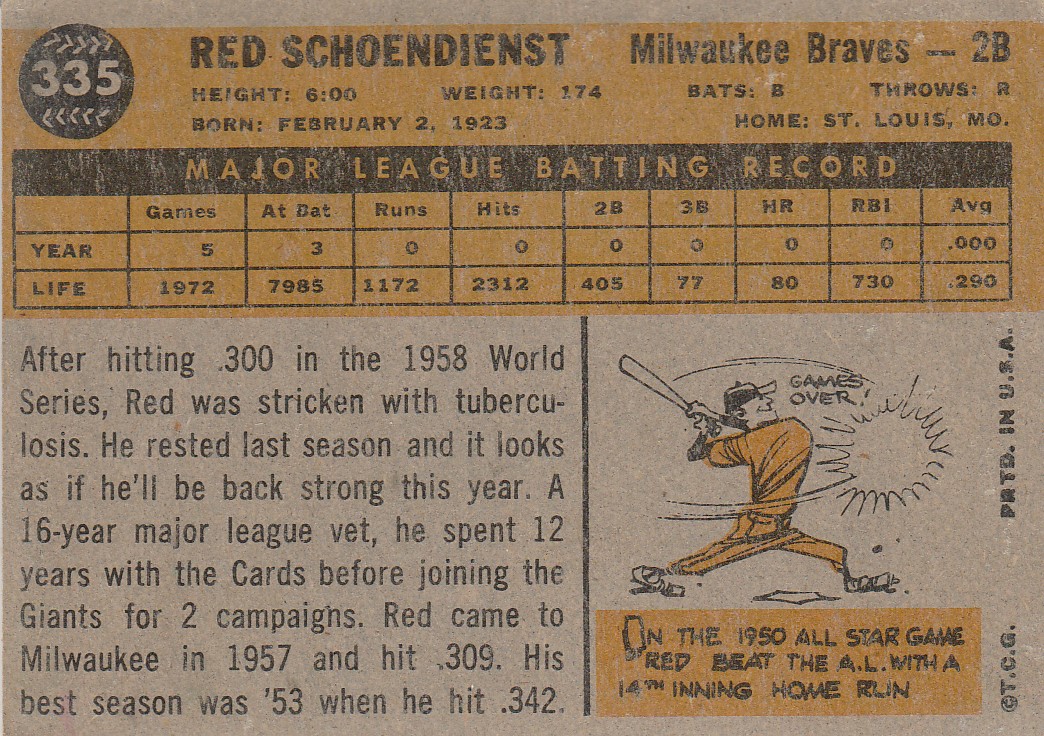 335
RED SCHOENDIENST Milwaukee Braves — 2B
HEIGHT: 6:00 WEIGHT: 174 BATS: B THROWS: R
BORN: FEBRUARY 2, 1923 HOME: ST. LOUIS, MO.
MAJOR LEAGUE BATTING RECORD
Games At Bat Runs Hits 2B 3B HR RBI Avg
YEAR 5 3 0 0 0 0 0 0 .000
LIFE 1972 7985 1172 2312 405 77 80 730 .290
After hitting .300 in the 1958 World
Series, Red was stricken with tubercu-
losis. He rested last season and it looks
as if he'll be back strong this year. A
16-year major league vet, he spent 12
years with the Cards before joining the
Giants for 2 campaigns. Red came to
Milwaukee in 1957 and hit .309. His
best season was '53 when he hit .342.
GAMES
OVER!
ON THE 1950 ALL STAR GAME
RED BEAT THE A.L. WITH A
14TH INNING HOME RUN
©T.C.G. PRTD. IN U.S.A.